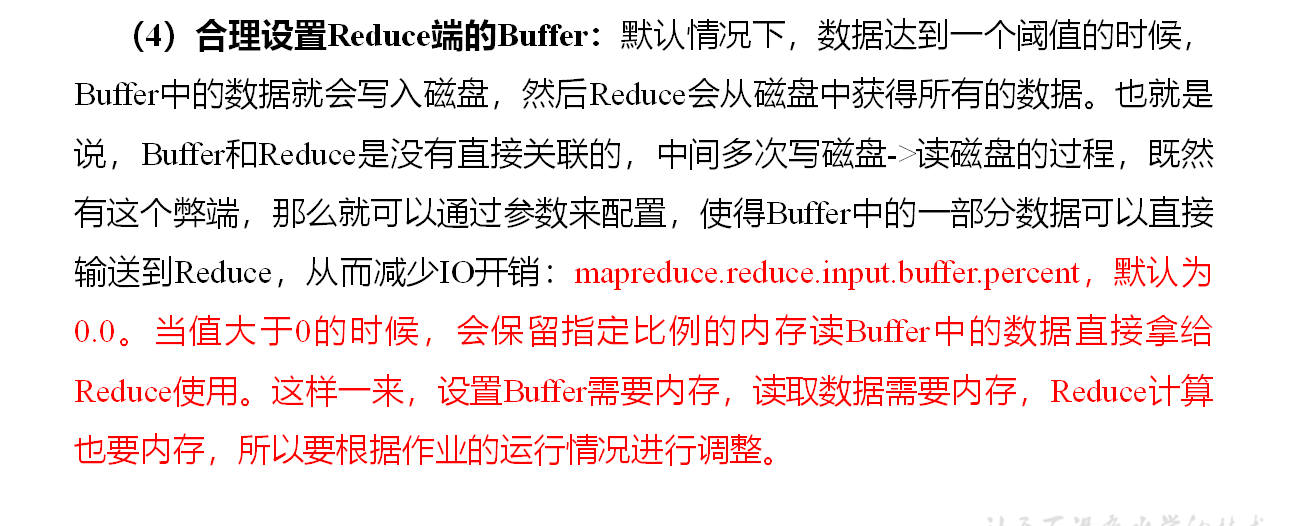 （4）合理设置Reduce端的Buffer：默认情况下，数据达到一个阈值的时候，
Buffer中的数据就会写入磁盘，然后Reduce会从磁盘中获得所有的数据。也就是
说，Buffer和Reduce是没有直接关联的，中间多次写磁盘->读磁盘的过程，既然
有这个弊端，那么就可以通过参数来配置，使得Buffer中的一部分数据可以直接
输送到Reduce，从而减少IO开销：mapreduce.reduce.input.buffer.percent，默认为
0.0。当值大于0的时候，会保留指定比例的内存读Buffer中的数据直接拿给
Reduce使用。这样一来，设置Buffer需要内存，读取数据需要内存，Reduce计算
也要内存，所以要根据作业的运行情况进行调整。